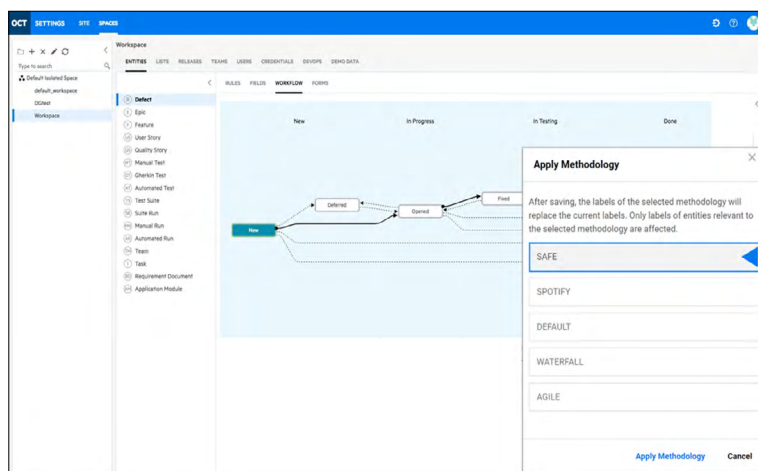 OCT SETTINGS SITE SPACES
Workspace
Type to search
Default Isolated Space
default_workspace
DGtest
Workspace
ENTITIES LISTS RELEASES TEAMS USERS CREDENTIALS DEVOPS DEMO DATA
RULES FIELDS WORKFLOW FORMS
Defect
Epic
Feature
User Story
Quality Story
Manual Test
Gherkin Test
Automated Test
Test Suite
Suite Run
Manual Run
Automated Run
Team
Task
Requirement Document
Application Module
New In Progress In Testing Done
New
Deferred
Opened
Fixed
Apply Methodology
After saving, the labels of the selected methodology will
replace the current labels. Only labels of entities relevant to
the selected methodology are affected.
SAFE
SPOTIFY
DEFAULT
WATERFALL
AGILE
Apply Methodology Cancel